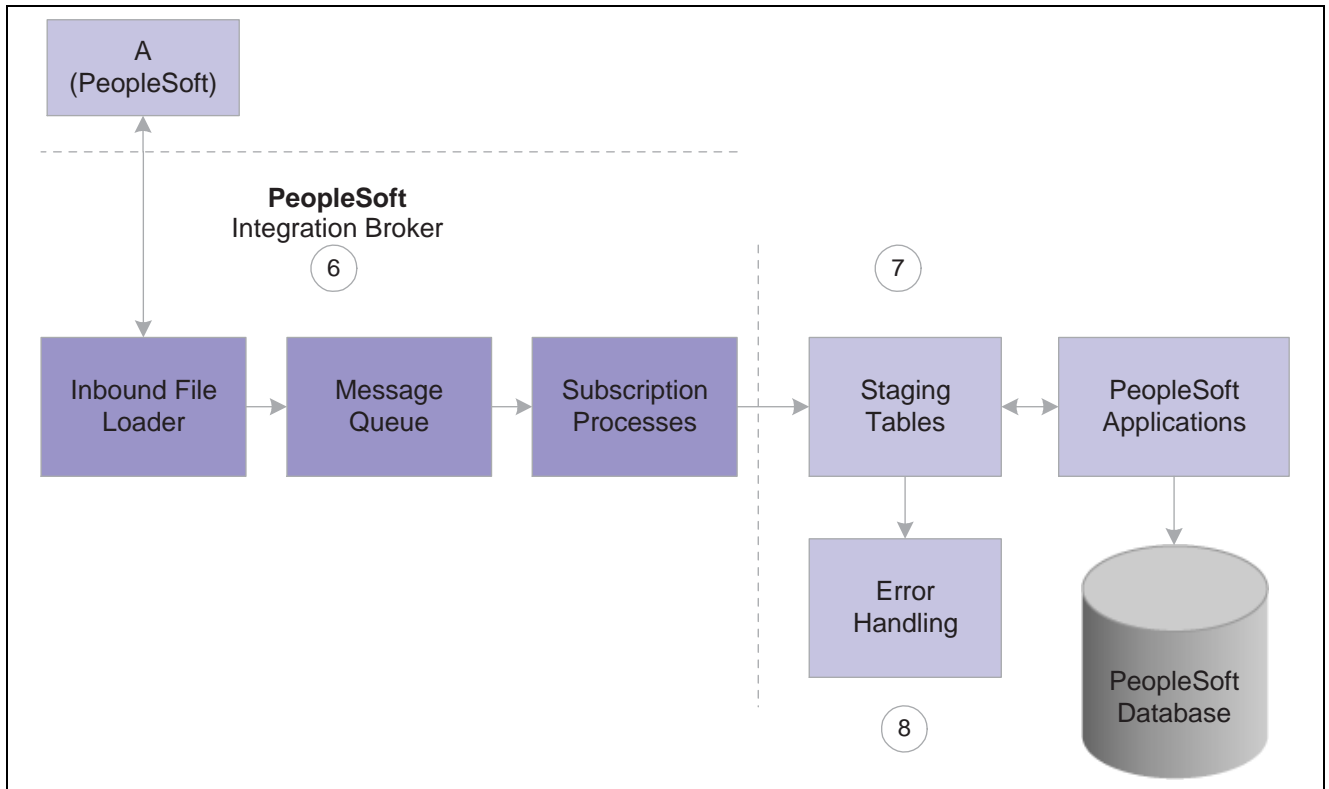 A
(PeopleSoft)
PeopleSoft
Integration Broker
6
7
Inbound File
Loader
Message
Queue
Subscription
Processes
Staging
Tables
PeopleSoft
Applications
Error
Handling
8
PeopleSoft
Database